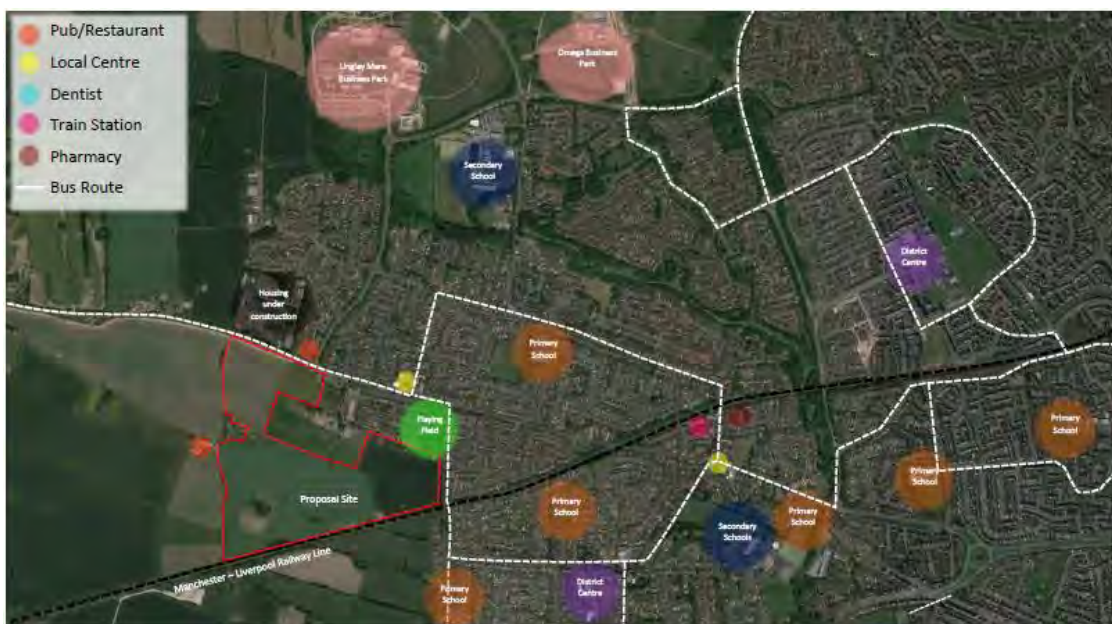 Pub/Restaurant
Local Centre
Dentist
Train Station
Pharmacy
Bus Route
Lingley Mere
Business Park
Omega Business
Park
Secondary
School
District
Centre
Housing
under
construction
Primary
School
Playing
Field
Primary
School
Primary
School
Proposal Site
Primary
School
Primary
School
Secondary
Schools
Manchester – Liverpool Railway Line
Primary
School
District
Centre